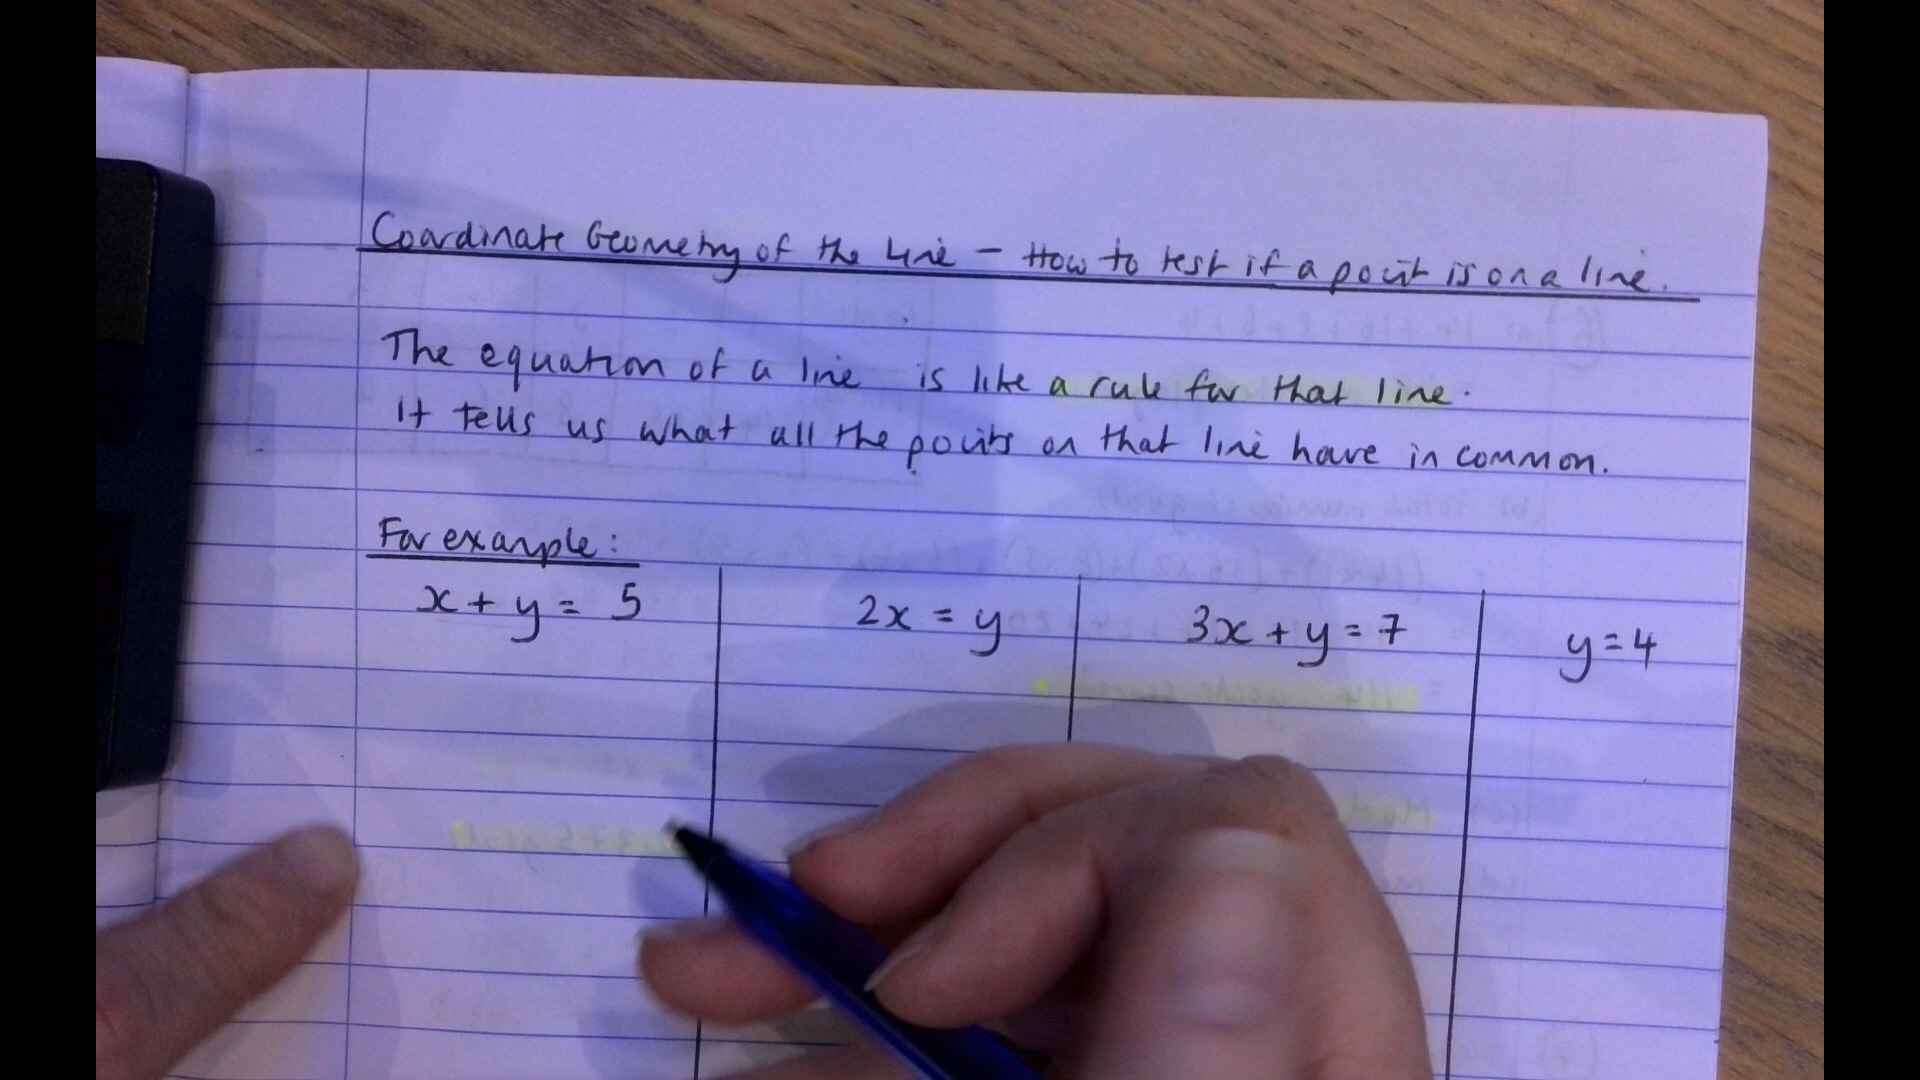 Coordinate Geometry of the Line - How to test if a point is on a line.
The equation of a line is like a rule for that line.
It tells us what all the points on that line have in common.
For example:
x + y = 5
2x = y
3x + y = 7
y = 4